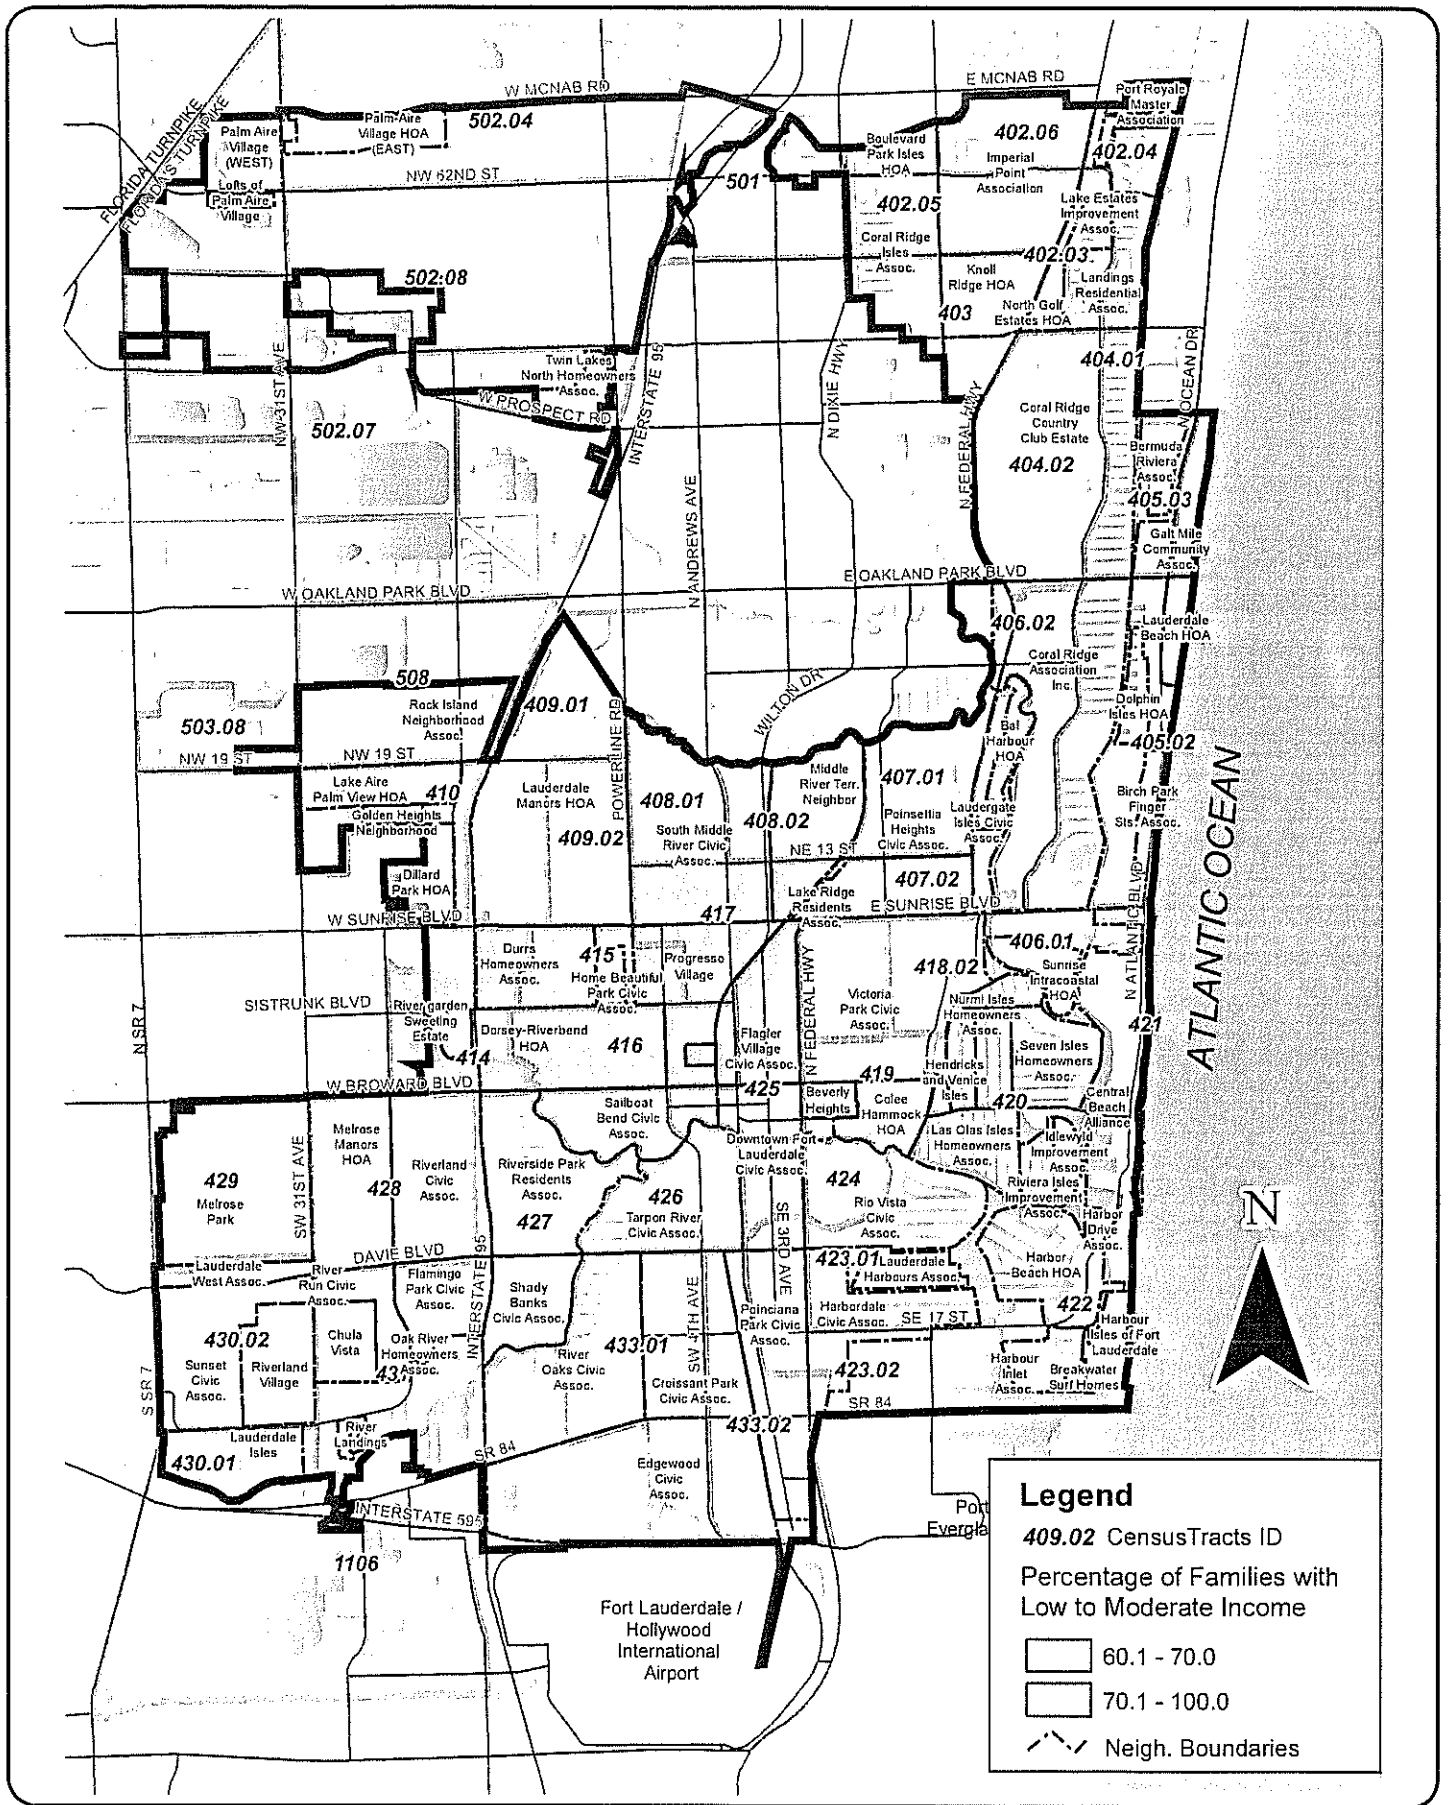 W MCNAB RD
E MCNAB RD
Port Royale
Master
Association
FLORIDA TURNPIKE
FLORIDA'S TURNPIKE
Palm Aire
Village
(WEST)
Palm-Aire
Village HOA
(EAST)
502.04
Boulevard
Park Isles
HOA
402.06
Imperial
Point
Association
402.04
NW 62ND ST
501
Lofts of
Palm Aire
Village
402.05
Lake Estates
Improvement
Assoc.
Coral Ridge
Isles
Assoc.
402.03
502.08
Knoll
Ridge HOA
Landings
Residential
Assoc.
403
North Golf
Estates HOA
NW 31ST AVE
Twin Lakes
North Homeowners
Assoc.
INTERSTATE 95
N DIXIE HWY
404.01
N OCEAN DR
W PROSPECT RD
502.07
N FEDERAL HWY
Coral Ridge
Country
Club Estate
404.02
Bermuda
Riviera
Assoc.
405.03
N ANDREWS AVE
Galt Mile
Community
Assoc.
E OAKLAND PARK BLVD
W OAKLAND PARK BLVD
406.02
Lauderdale
Beach HOA
Coral Ridge
Association
Inc.
508
Rock Island
Neighborhood
Assoc.
409.01
WILTON DR
Dolphin
Isles HOA
503.08
Bal
Harbour
HOA
405.02
NW 19 ST
NW 19 ST
POWERLINE RD
Lake Aire
Palm View HOA
410
Lauderdale
Manors HOA
408.01
Middle
River Terr.
Neighbor
407.01
Birch Park
Finger
Sts. Assoc.
Golden Heights
Neighborhood
409.02
South Middle
River Civic
Assoc.
408.02
Poinsettia
Heights
Civic Assoc.
Laudergate
Isles Civic
Assoc.
NE 13 ST
Dillard
Park HOA
407.02
Lake Ridge
Residents
Assoc.
W SUNRISE BLVD
417
E SUNRISE BLVD
N ATLANTIC BLVD
ATLANTIC OCEAN
Durrs
Homeowners
Assoc.
415
Home Beautiful
Park Civic
Assoc.
Progresso
Village
406.01
Sunrise
Intracoastal
HOA
418.02
N SR 7
SISTRUNK BLVD
River garden
Sweeting
Estate
Dorsey-Riverbend
HOA
416
Victoria
Park Civic
Assoc.
Nurmi Isles
Homeowners
Assoc.
421
414
Flagler
Village
Civic Assoc.
N FEDERAL HWY
Seven Isles
Homeowners
Assoc.
W BROWARD BLVD
425
419
Hendricks
and Venice
Isles
Beverly
Heights
Colee
Hammock
HOA
420
Central
Beach
Alliance
Sailboat
Bend Civic
Assoc.
Melrose
Manors
HOA
Downtown Fort
Lauderdale
Civic Assoc.
Las Olas Isles
Homeowners
Assoc.
Idlewyld
Improvement
Assoc.
SW 31ST AVE
429
Melrose
Park
428
Riverland
Civic
Assoc.
Riverside Park
Residents
Assoc.
427
426
Tarpon River
Civic Assoc.
424
Rio Vista
Civic
Assoc.
Riviera Isles
Improvement
Assoc.
Harbor
Drive
Assoc.
N
SE 3RD AVE
DAVIE BLVD
Lauderdale
West Assoc.
River
Run Civic
Assoc.
Flamingo
Park Civic
Assoc.
INTERSTATE 95
Shady
Banks
Civic Assoc.
423.01
Lauderdale
Harbours Assoc.
Harbor
Beach HOA
SW 4TH AVE
Poinciana
Park Civic
Assoc.
Harbordale
Civic Assoc.
SE 17 ST
422
Harbour
Isles of Fort
Lauderdale
430.02
Chula
Vista
Oak River
Homeowners
Assoc.
433.01
S SR 7
Sunset
Civic
Assoc.
Riverland
Village
River
Oaks Civic
Assoc.
Croissant Park
Civic Assoc.
423.02
Harbour
Inlet
Assoc.
Breakwater
Surf Homes
SR 84
Lauderdale
Isles
River
Landings
433.02
430.01
SR 84
Edgewood
Civic
Assoc.
INTERSTATE 595
Port
Evergla
1106
Fort Lauderdale /
Hollywood
International
Airport
Legend
409.02 CensusTracts ID
Percentage of Families with
Low to Moderate Income
60.1 - 70.0
70.1 - 100.0
Neigh. Boundaries